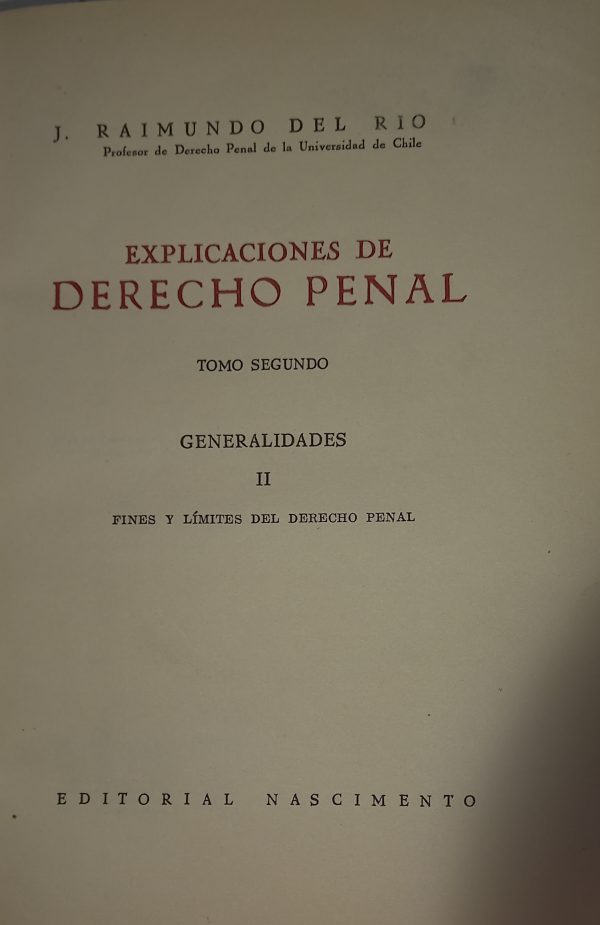 J. RAIMUNDO DEL RIO
Profesor de Derecho Penal de la Universidad de Chile
EXPLICACIONES DE
DERECHO PENAL
TOMO SEGUNDO
GENERALIDADES
II
FINES Y LÍMITES DEL DERECHO PENAL
EDITORIAL NASCIMENTO